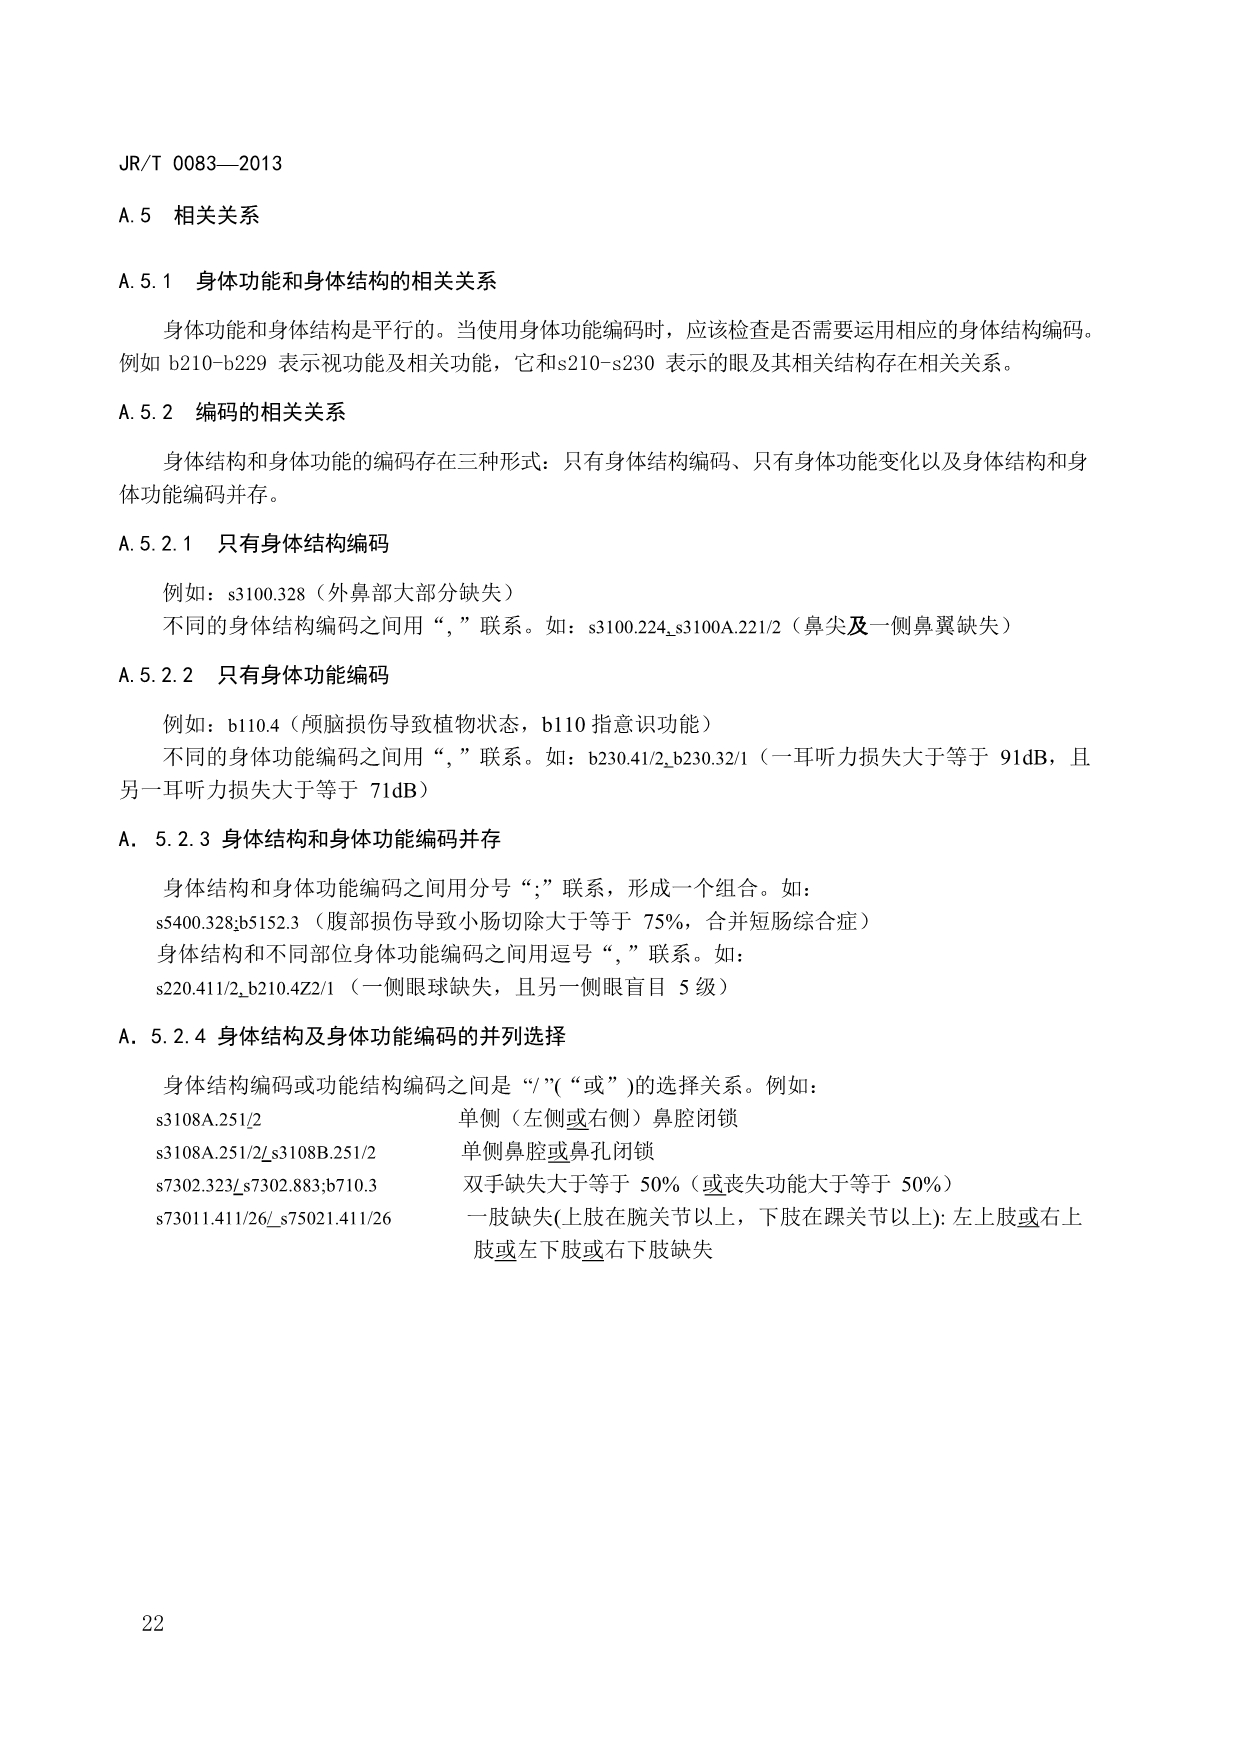 JR/T 0083—2013
A.5 相关关系
A.5.1 身体功能和身体结构的相关关系
身体功能和身体结构是平行的。当使用身体功能编码时，应该检查是否需要运用相应的身体结构编码。
例如 b210-b229 表示视功能及相关功能，它和s210-s230 表示的眼及其相关结构存在相关关系。
A.5.2 编码的相关关系
身体结构和身体功能的编码存在三种形式：只有身体结构编码、只有身体功能变化以及身体结构和身
体功能编码并存。
A.5.2.1 只有身体结构编码
例如：s3100.328（外鼻部大部分缺失）
不同的身体结构编码之间用“,”联系。如：s3100.224, s3100A.221/2（鼻尖及一侧鼻翼缺失）
A.5.2.2 只有身体功能编码
例如：b110.4（颅脑损伤导致植物状态，b110 指意识功能）
不同的身体功能编码之间用“,”联系。如：b230.41/2, b230.32/1（一耳听力损失大于等于 91dB，且
另一耳听力损失大于等于 71dB）
A. 5.2.3 身体结构和身体功能编码并存
身体结构和身体功能编码之间用分号“;”联系，形成一个组合。如：
s5400.328;b5152.3 （腹部损伤导致小肠切除大于等于 75%，合并短肠综合症）
身体结构和不同部位身体功能编码之间用逗号“,”联系。如：
s220.411/2, b210.4Z2/1 （一侧眼球缺失，且另一侧眼盲目 5 级）
A. 5.2.4 身体结构及身体功能编码的并列选择
身体结构编码或功能结构编码之间是 “/ ”(“或”)的选择关系。例如：
s3108A.251/2 单侧（左侧或右侧）鼻腔闭锁
s3108A.251/2/ s3108B.251/2 单侧鼻腔或鼻孔闭锁
s7302.323/ s7302.883;b710.3 双手缺失大于等于 50%（或丧失功能大于等于 50%）
s73011.411/26/ s75021.411/26 一肢缺失(上肢在腕关节以上，下肢在踝关节以上): 左上肢或右上
肢或左下肢或右下肢缺失
22